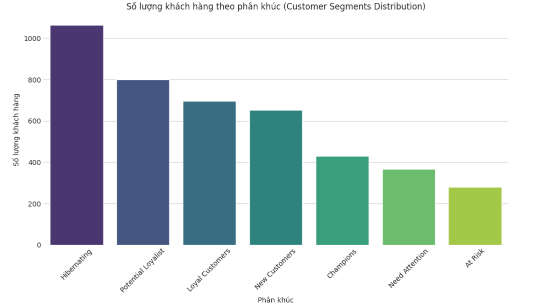 Số lượng khách hàng theo phân khúc (Customer Segments Distribution)
Số lượng khách hàng
1000
800
600
400
200
0
Hibernating
Potential Loyalist
Loyal Customers
New Customers
Champions
Need Attention
At Risk
Phân khúc